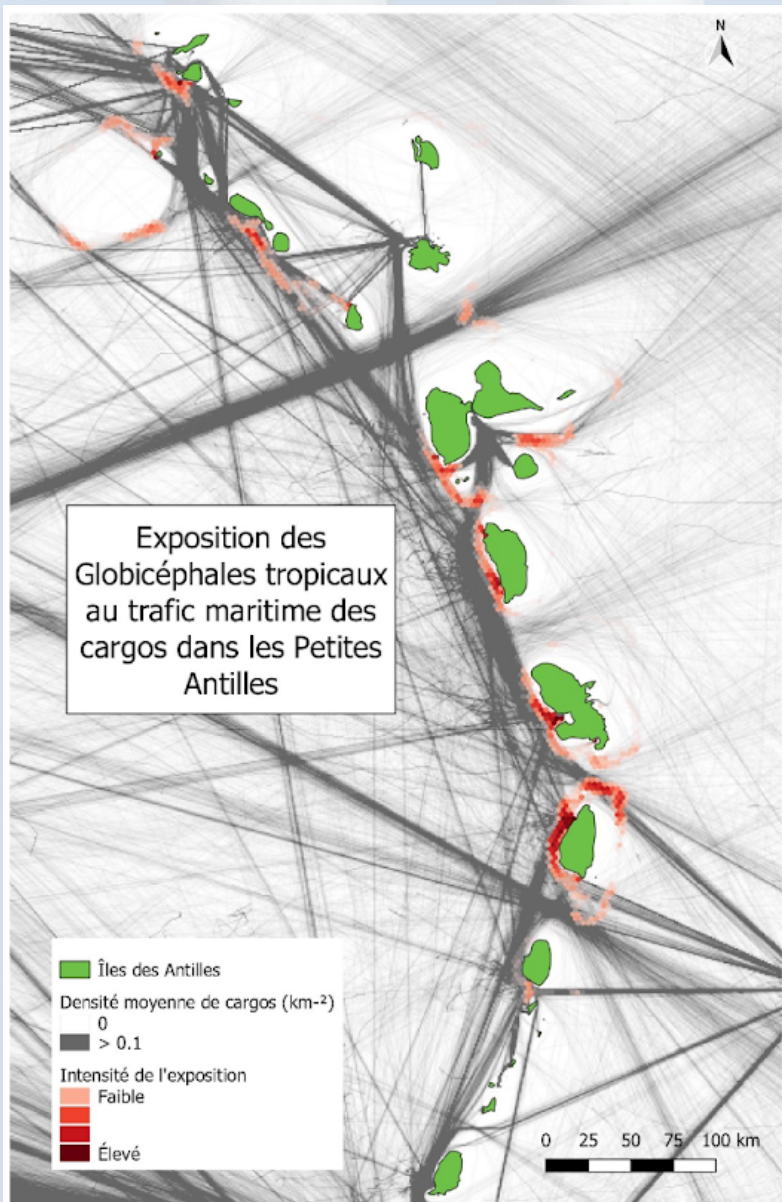 N
Exposition des
Globicéphales tropicaux
au trafic maritime des
cargos dans les Petites
Antilles
Îles des Antilles
Densité moyenne de cargos (km-²)
0
> 0.1
Intensité de l'exposition
Faible
Élevé
0 25 50 75 100 km